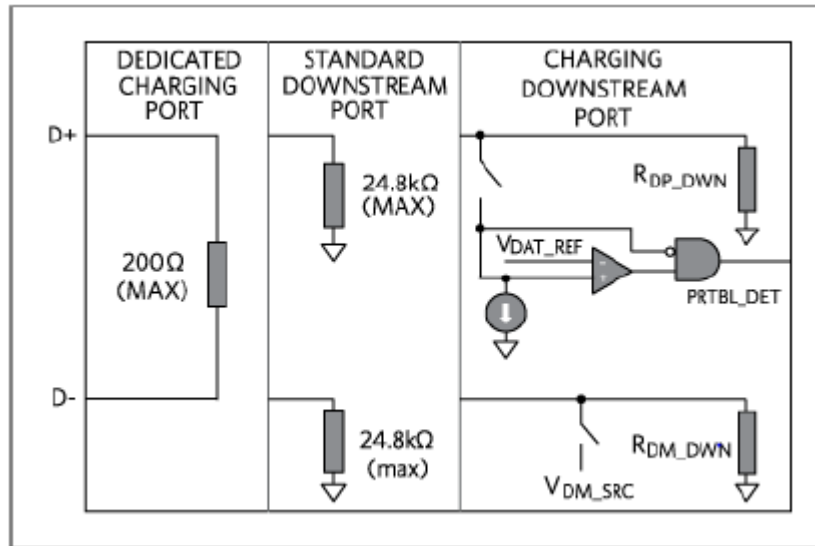 DEDICATED
CHARGING
PORT
STANDARD
DOWNSTREAM
PORT
CHARGING
DOWNSTREAM
PORT
D+
24.8kΩ
(MAX)
RDP_DWN
VDAT_REF
200Ω
(MAX)
PRTBL_DET
D-
24.8kΩ
(max)
RDM_DWN
VDM_SRC